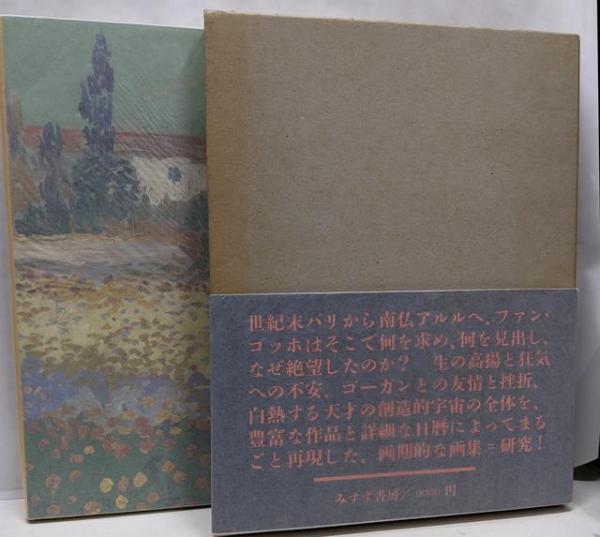 世紀末パリから南仏アルルへ、ファン・
ゴッホはそこで何を求め、何を見出し、
なぜ絶望したのか？　生の高揚と狂気
への不安、ゴーガンとの友情と挫折、
白熱する天才の創造的宇宙の全体を、
豊富な作品と詳細な日暦によってまる
ごと再現した、画期的な画集＝研究！
みすず書房／9000円